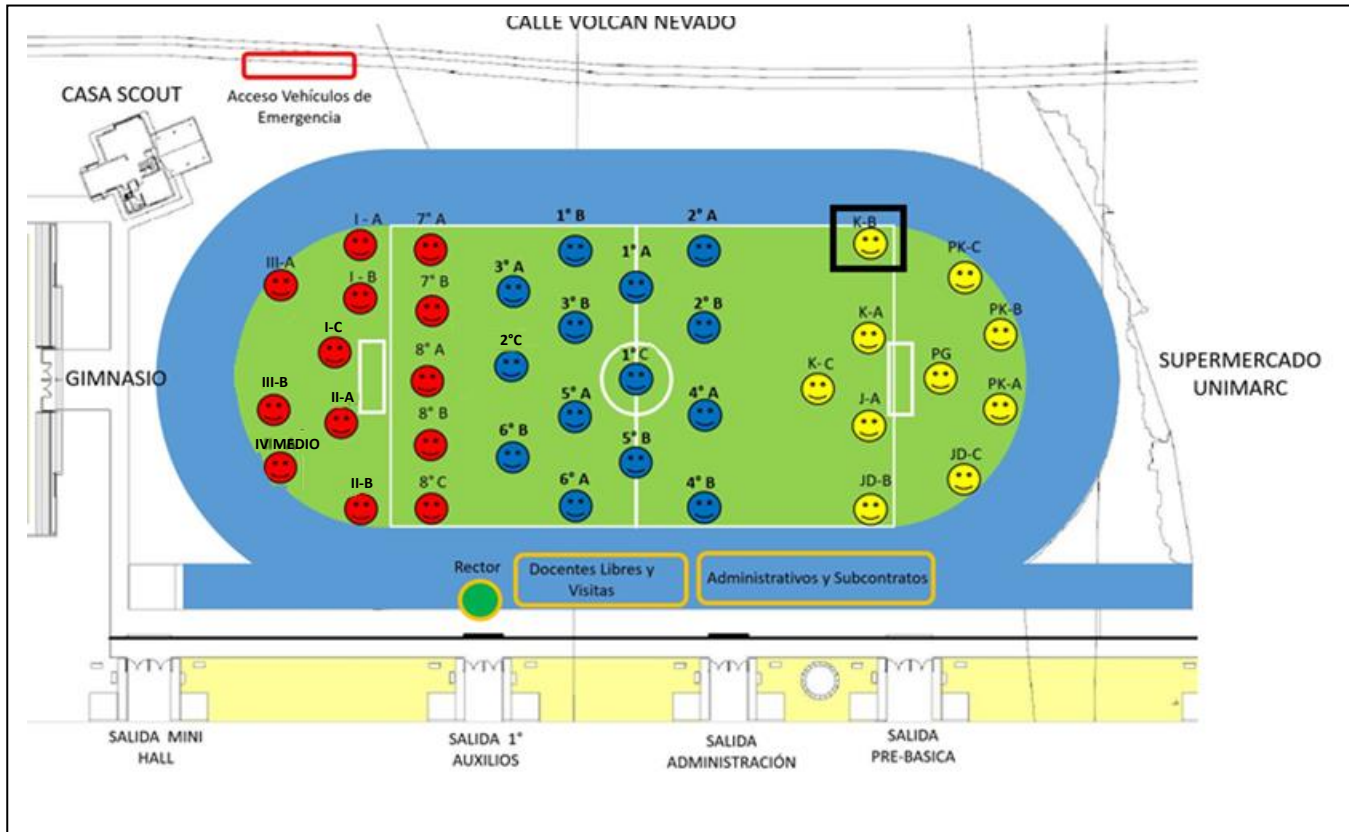 CALLE VOLCAN NEVADO
CASA SCOUT
Acceso Vehículos de
Emergencia
I - A
7° A
1° B
2° A
K-B
III-A
I - B
3° A
1° A
PK-C
7° B
3° B
2° B
K-A
PK-B
I-C
2°C
1° C
8° A
K- C
PG
GIMNASIO
SUPERMERCADO
UNIMARC
III-B
II-A
5° A
4° A
J-A
PK-A
8° B
IV MEDIO
6° B
5° B
JD-C
II-B
8° C
6° A
4° B
JD-B
Rector
Docentes Libres y
Visitas
Administrativos y Subcontratos
SALIDA MINI
HALL
SALIDA 1°
AUXILIOS
SALIDA
ADMINISTRACIÓN
SALIDA
PRE-BASICA